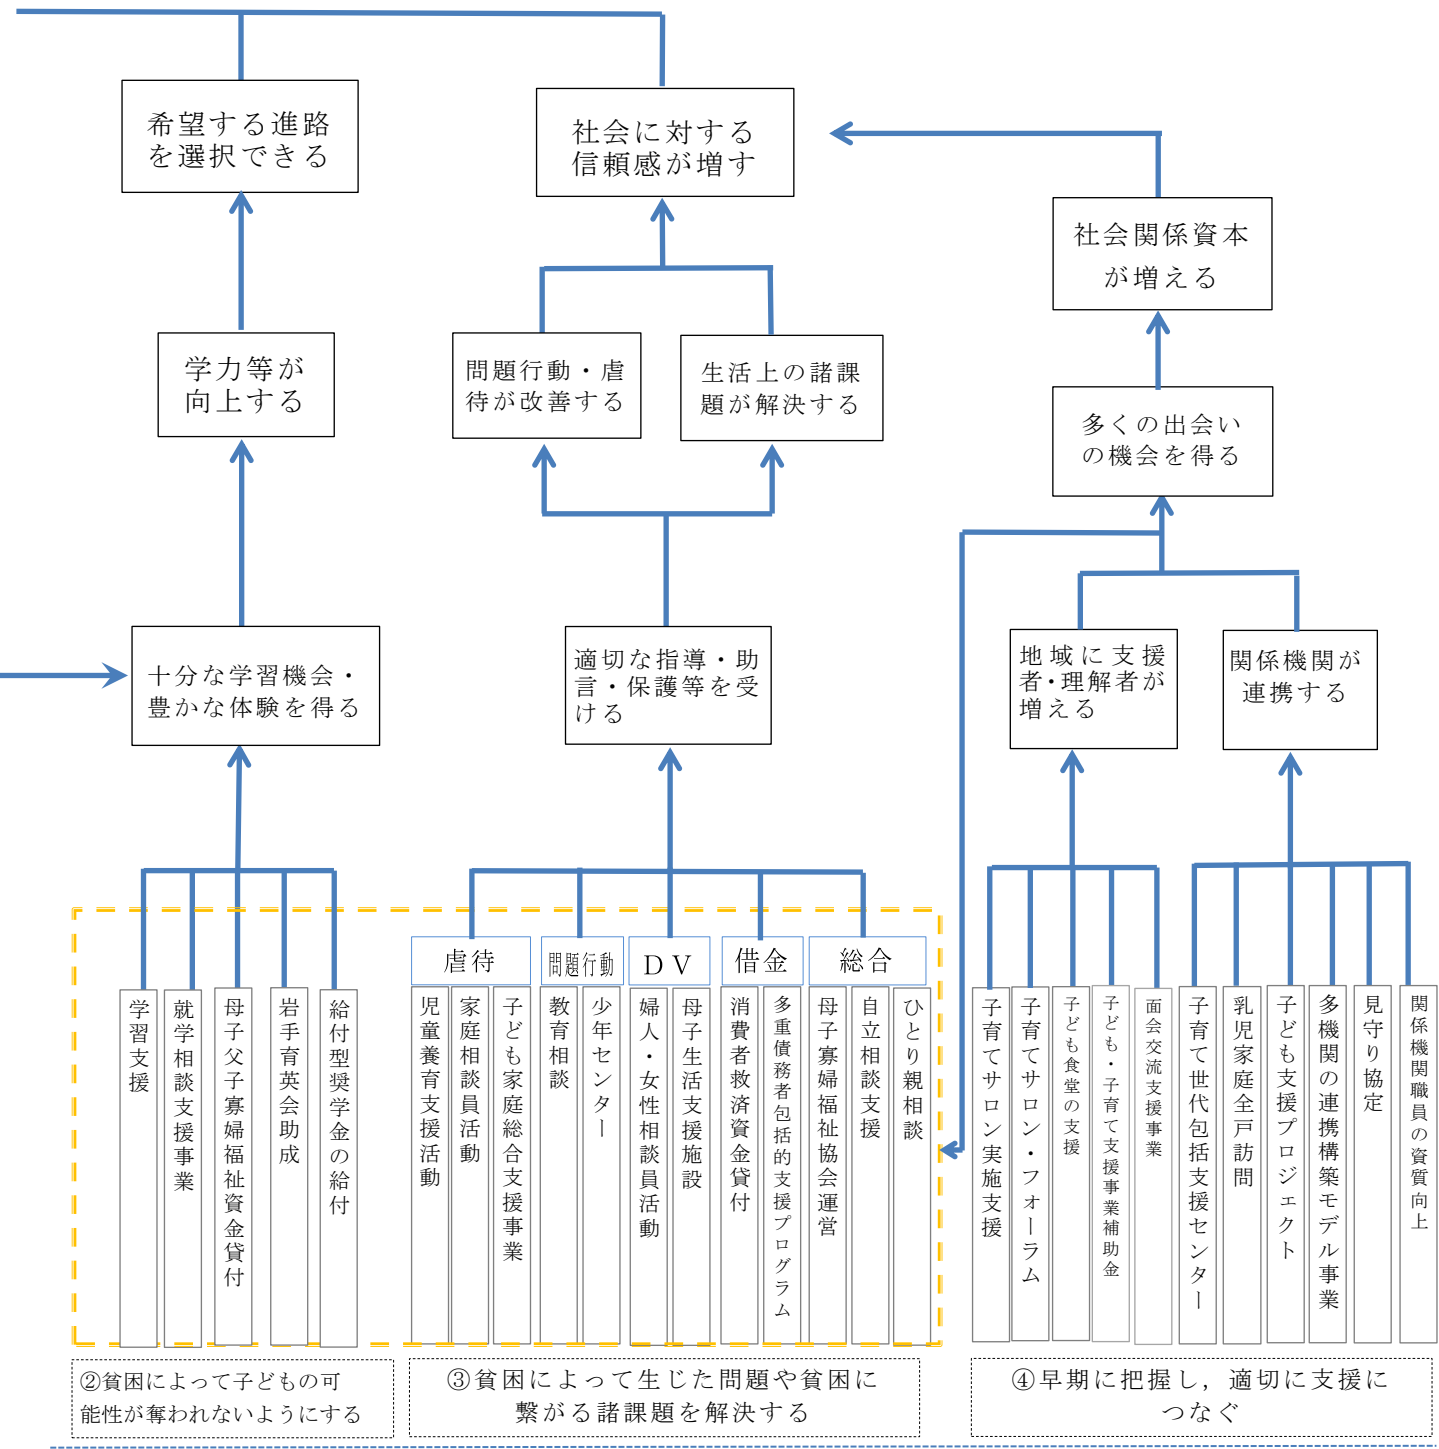 希望する進路
を選択できる
社会に対する
信頼感が増す
社会関係資本
が増える
学力等が
向上する
問題行動・虐
待が改善する
生活上の諸課
題が解決する
多くの出会い
の機会を得る
十分な学習機会・
豊かな体験を得る
適切な指導・助
言・保護等を受
ける
地域に支援
者・理解者が
増える
関係機関が
連携する
虐待
問題行動
ＤＶ
借金
総合
学習支援
就学相談支援事業
母子父子寡婦福祉資金貸付
岩手育英会助成
給付型奨学金の給付
児童養育支援活動
家庭相談員活動
子ども家庭総合支援事業
教育相談
少年センター
婦人・女性相談員活動
母子生活支援施設
消費者救済資金貸付
多重債務者包括的支援プログラム
母子寡婦福祉協会運営
自立相談支援
ひとり親相談
子育てサロン実施支援
子育てサロン・フォーラム
子ども食堂の支援
子ども・子育て支援事業補助金
面会交流支援事業
子育て世代包括支援センター
乳児家庭全戸訪問
子ども支援プロジェクト
多機関の連携構築モデル事業
見守り協定
関係機関職員の資質向上
②貧困によって子どもの可
能性が奪われないようにする
③貧困によって生じた問題や貧困に
繋がる諸課題を解決する
④早期に把握し，適切に支援に
つなぐ